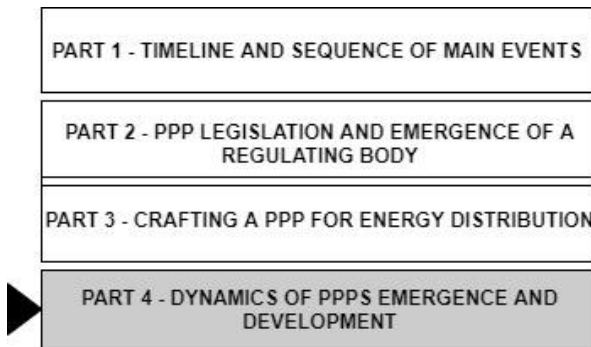 PART 1 - TIMELINE AND SEQUENCE OF MAIN EVENTS
PART 2 - PPP LEGISLATION AND EMERGENCE OF A
REGULATING BODY
PART 3 - CRAFTING A PPP FOR ENERGY DISTRIBUTION
PART 4 - DYNAMICS OF PPPS EMERGENCE AND
DEVELOPMENT